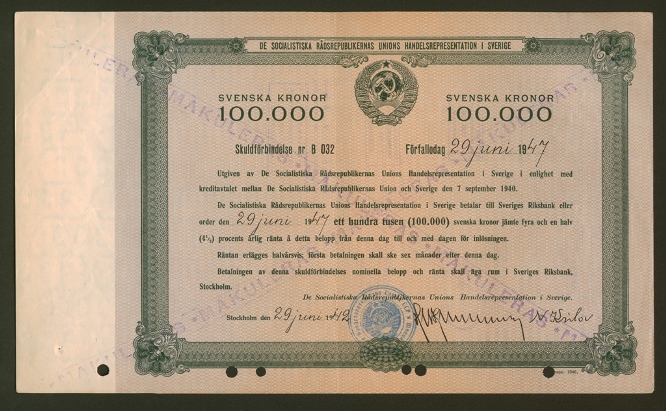 DE SOCIALISTISKA RÅDSREPUBLIKERNAS UNIONS HANDELSREPRESENTATION I SVERIGE
SVENSKA KRONOR
100.000
SVENSKA KRONOR
100.000
Skuldförbindelse nr B 032
Förfallodag 29 juni 1947
Utgiven av De Socialistiska Rådsrepublikernas Unions Handelsrepresentation i Sverige i enlighet med
kreditavtalet mellan De Socialistiska Rådsrepublikernas Union och Sverige den 7 september 1940.
De Socialistiska Rådsrepublikernas Unions Handelsrepresentation i Sverige betalar till Sveriges Riksbank eller
order den 29 juni 1947 ett hundra tusen (100.000) svenska kronor jämte fyra och en halv
(4½) procents årlig ränta å detta belopp från denna dag till och med dagen för inlösningen.
Räntan erlägges halvårsvis; första betalningen skall ske sex månader efter denna dag.
Betalningen av denna skuldförbindelses nominella belopp och ränta skall äga rum i Sveriges Riksbank,
Stockholm.
De Socialistiska Rådsrepublikernas Unions Handelsrepresentation i Sverige.
Stockholm den 29 juni 1942
MAKULERAS
MAKULERAS
MAKULERAS
MAKULERAS